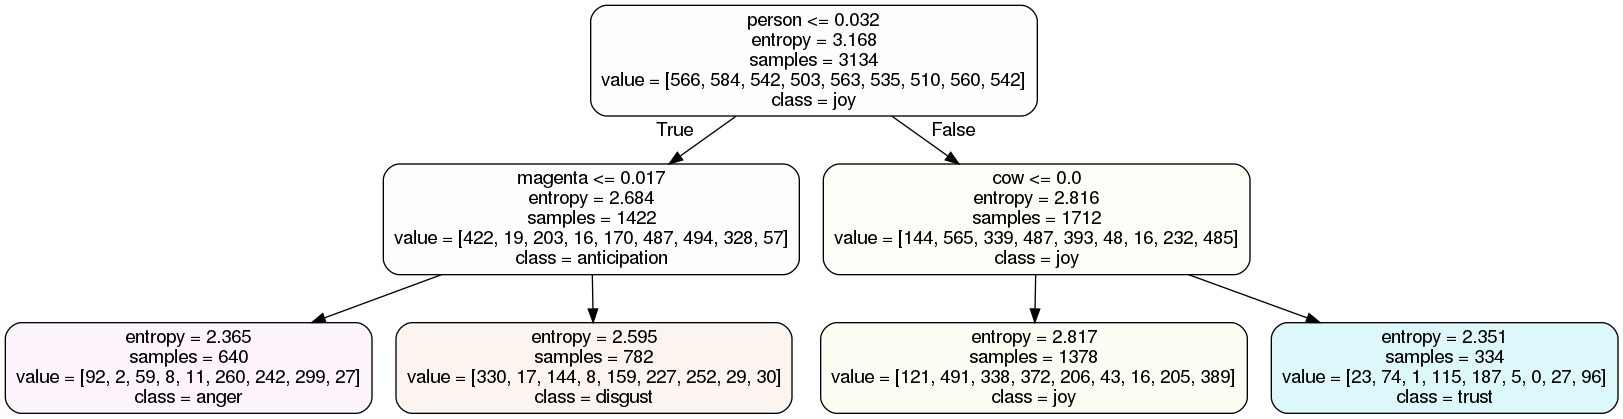 person <= 0.032
entropy = 3.168
samples = 3134
value = [566, 584, 542, 503, 563, 535, 510, 560, 542]
class = joy
True
False
magenta <= 0.017
entropy = 2.684
samples = 1422
value = [422, 19, 203, 16, 170, 487, 494, 328, 57]
class = anticipation
cow <= 0.0
entropy = 2.816
samples = 1712
value = [144, 565, 339, 487, 393, 48, 16, 232, 485]
class = joy
entropy = 2.365
samples = 640
value = [92, 2, 59, 8, 11, 260, 242, 299, 27]
class = anger
entropy = 2.595
samples = 782
value = [330, 17, 144, 8, 159, 227, 252, 29, 30]
class = disgust
entropy = 2.817
samples = 1378
value = [121, 491, 338, 372, 206, 43, 16, 205, 389]
class = joy
entropy = 2.351
samples = 334
value = [23, 74, 1, 115, 187, 5, 0, 27, 96]
class = trust